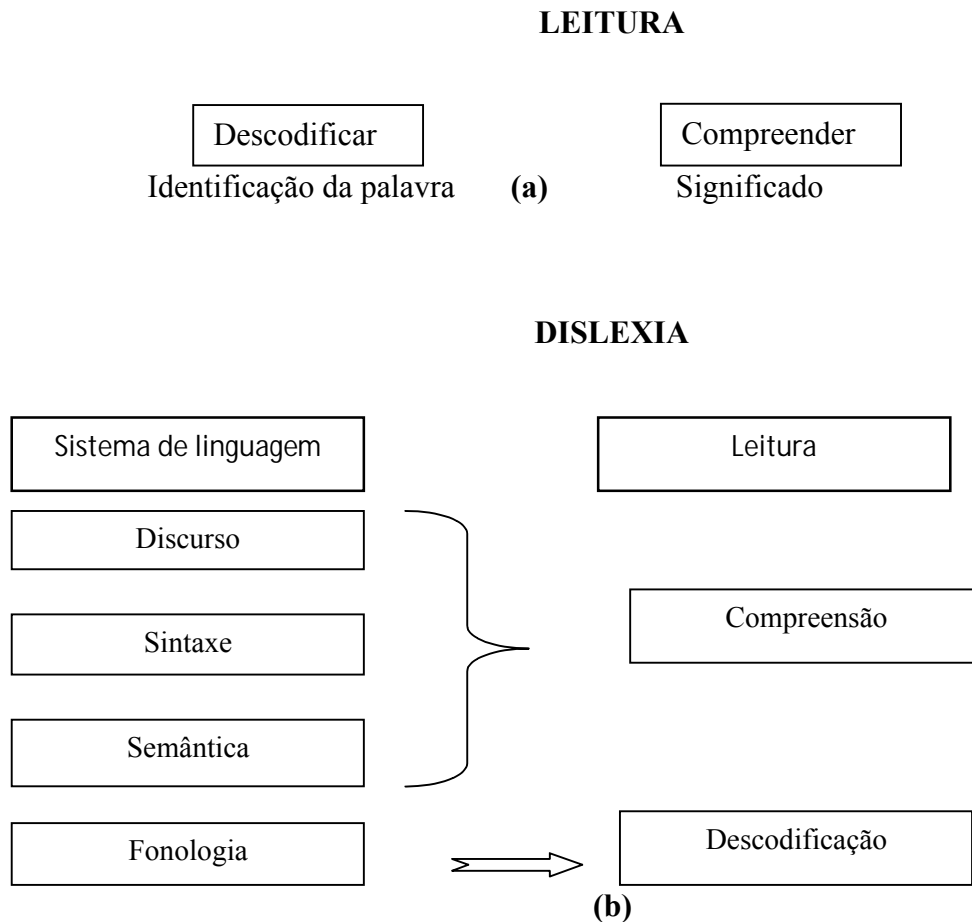 LEITURA
Descodificar
Compreender
Identificação da palavra (a) Significado
DISLEXIA
Sistema de linguagem
Leitura
Discurso
Compreensão
Sintaxe
Semântica
Fonologia
Descodificação
(b)